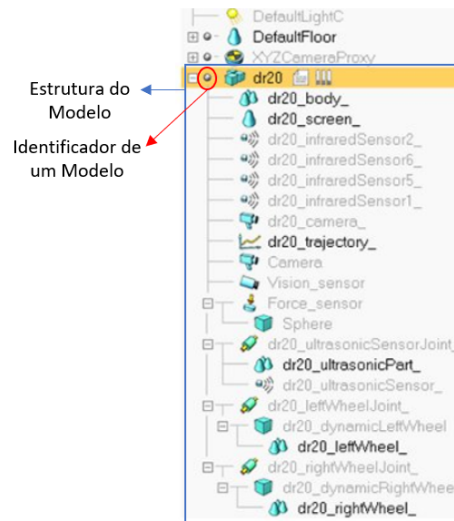 DefaultLightC
DefaultFloor
XYZCameraProxy
dr20
Estrutura do
Modelo
Identificador de
um Modelo
dr20_body_
dr20_screen_
dr20_infraredSensor2_
dr20_infraredSensor6_
dr20_infraredSensor5_
dr20_infraredSensor1_
dr20_camera_
dr20_trajectory_
Camera
Vision_sensor
Force_sensor
Sphere
dr20_ultrasonicSensorJoint_
dr20_ultrasonicPart_
dr20_ultrasonicSensor_
dr20_leftWheelJoint_
dr20_dynamicLeftWheel
dr20_leftWheel_
dr20_rightWheelJoint_
dr20_dynamicRightWhee
dr20_rightWheel_